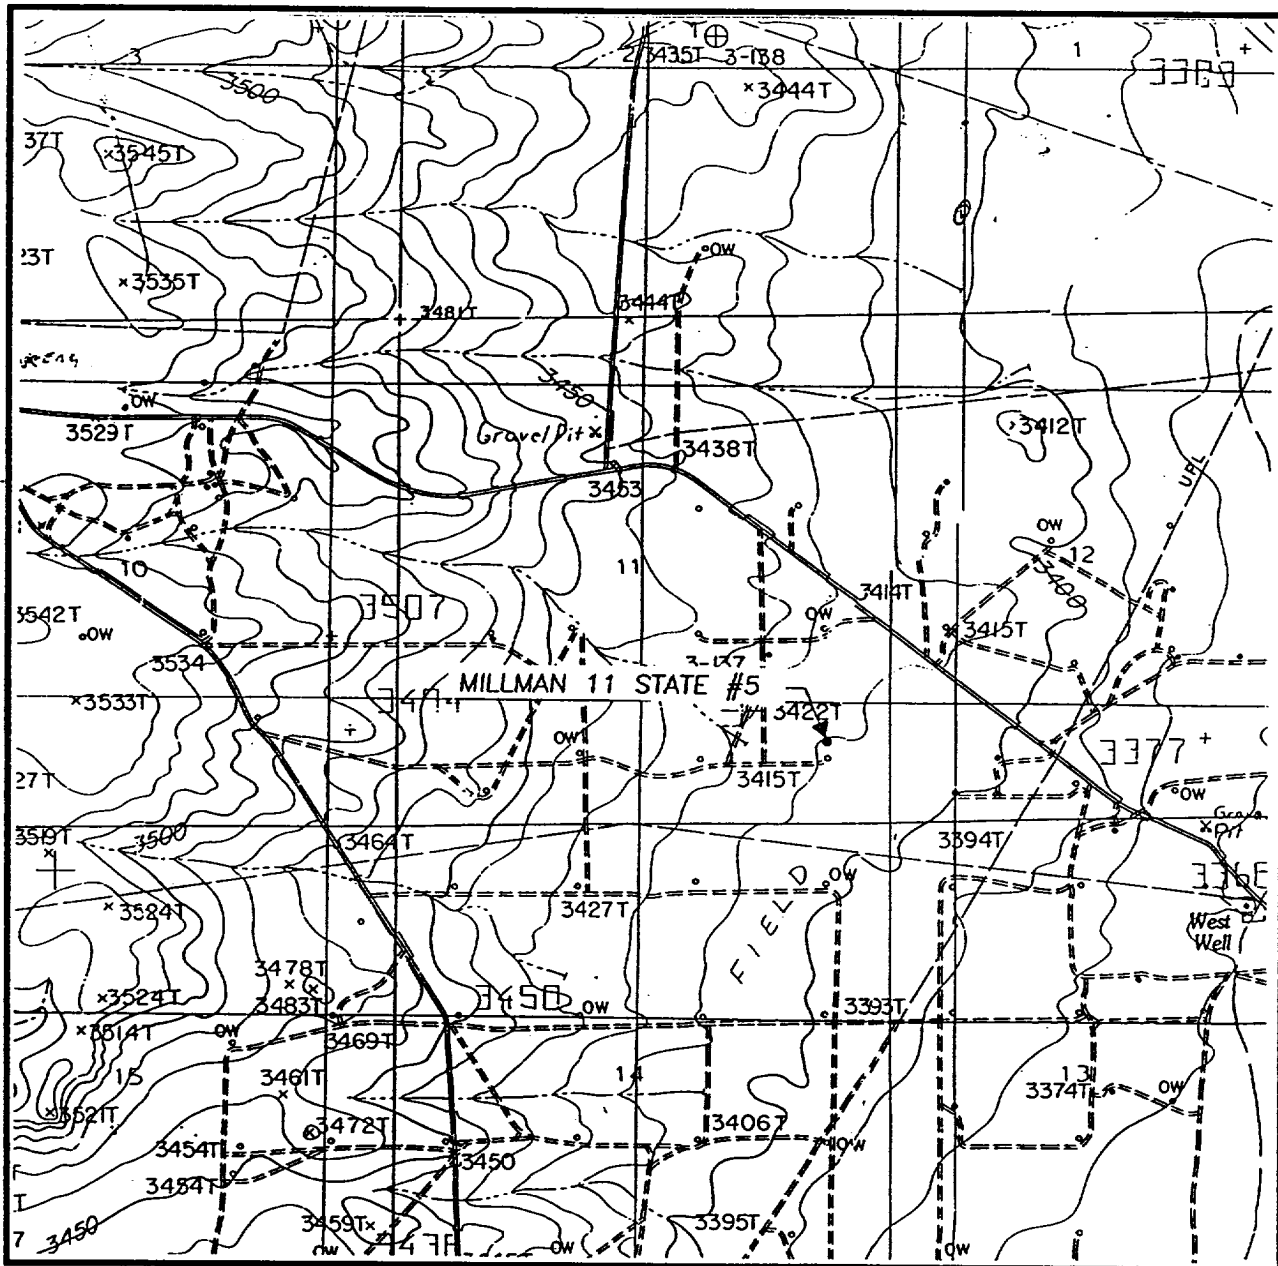 3435T 3-138
1
3
3500
×3444T
37T
×3545T
OW
23T
×3535T
3444T
3481T
3450
OW
3529T
Gravel Pit ×
3438T
3412T
UPL
3453
OW
10
11
12
3400
3507
3414T
3542T
OW
OW
3415T
3534
MILLMAN 11 STATE #5
×3533T
3422T
OW
3377
27T
3415T
OW
3519T
3500
3464T
3394T
OW
×3524T
3427T
FIELD
West
Well
3478T
×3524T
3483T
3450
OW
3393T
×3514T
OW
3469T
15
3461T
14
13
3374T
OW
3521T
3472T
3406T
OW
3454T
3450
3454T
3459T×
3395T
3450
OW
OW
OW